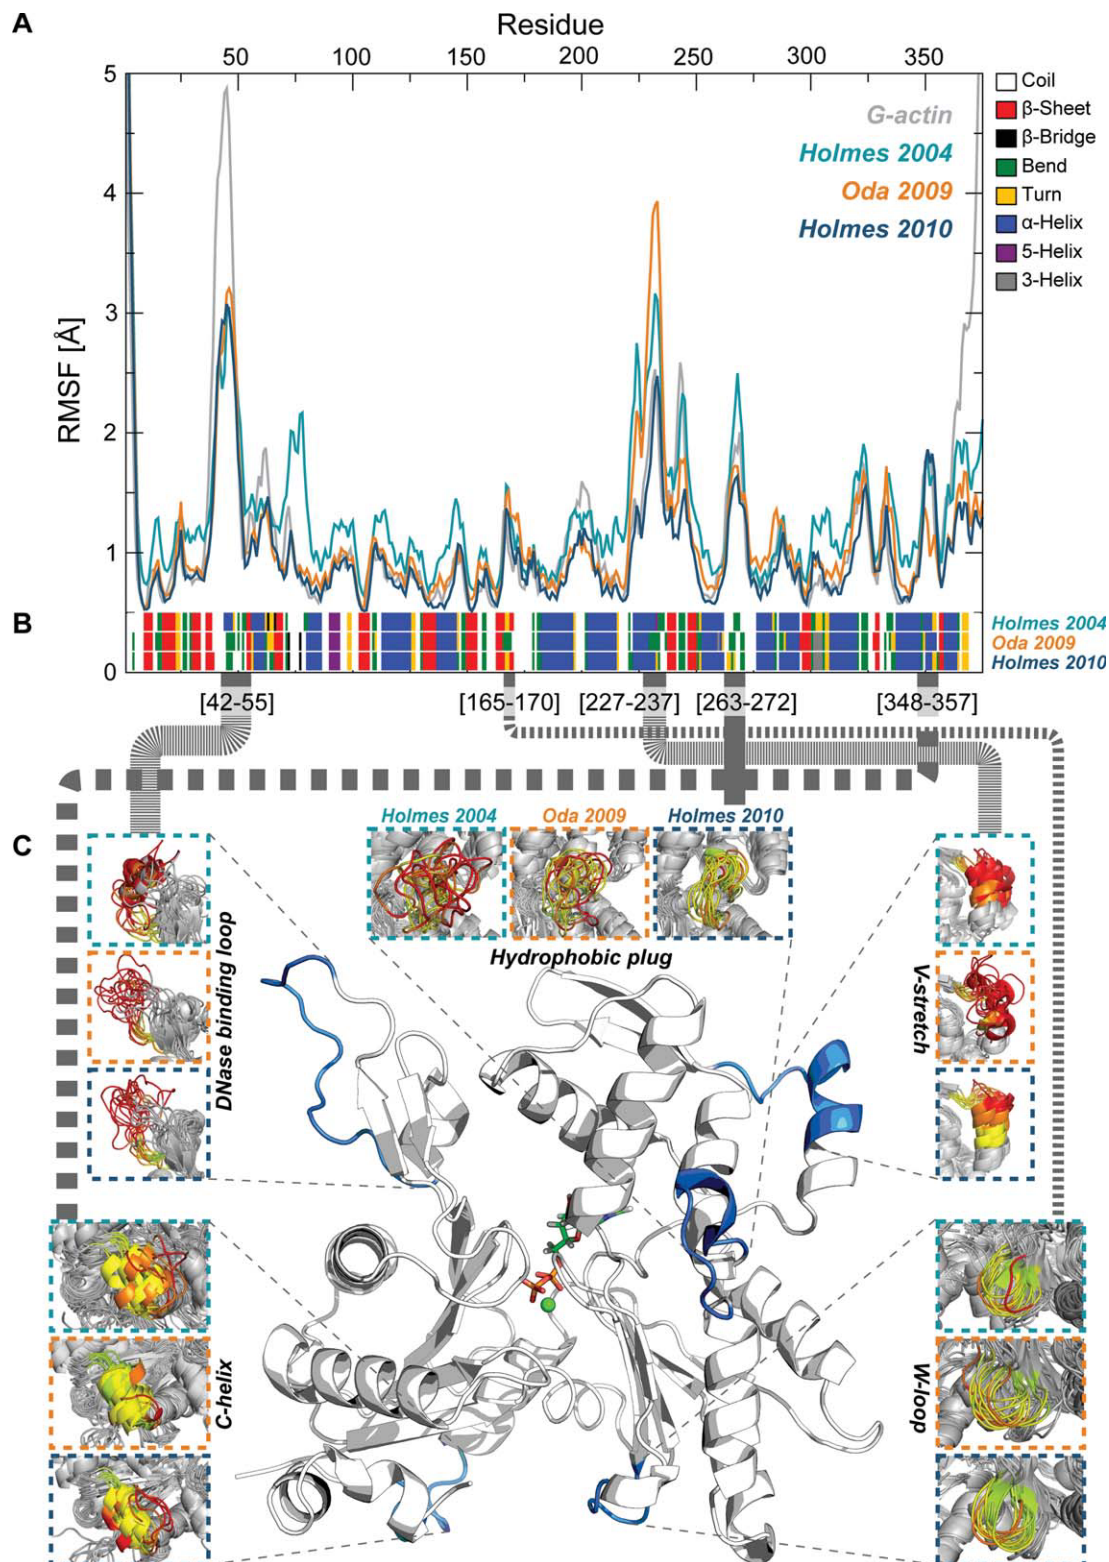 A
Residue
50 100 150 200 250 300 350
5
4
3
2
1
0
RMSF [Å]
G-actin
Holmes 2004
Oda 2009
Holmes 2010
Coil
β-Sheet
β-Bridge
Bend
Turn
α-Helix
5-Helix
3-Helix
B
Holmes 2004
Oda 2009
Holmes 2010
[42-55] [165-170] [227-237] [263-272] [348-357]
C
Holmes 2004 Oda 2009 Holmes 2010
Hydrophobic plug
DNase binding loop
V-stretch
C-helix
W-loop